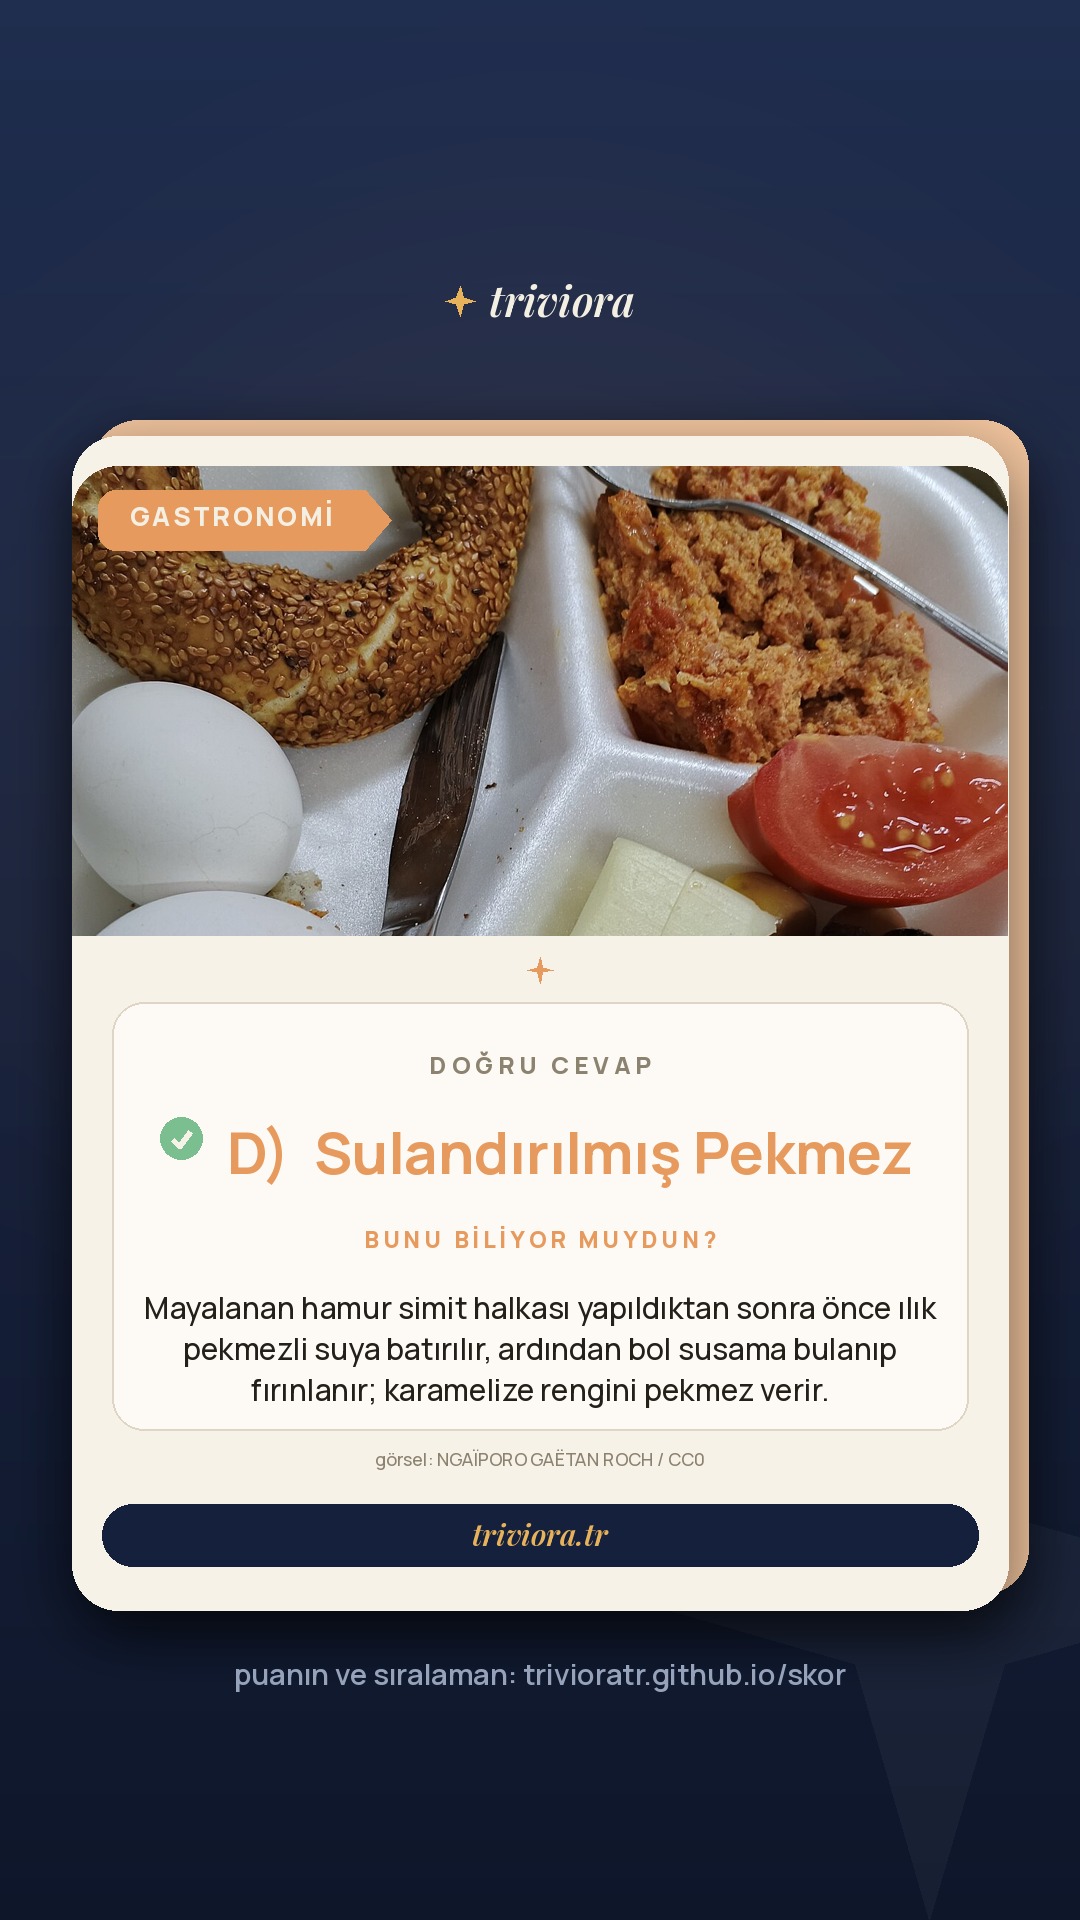 triviora
GASTRONOMİ
DOĞRU CEVAP
D) Sulandırılmış Pekmez
BUNU BİLİYOR MUYDUN?
Mayalanan hamur simit halkası yapıldıktan sonra önce ılık
pekmezli suya batırılır, ardından bol susama bulanıp
fırınlanır; karamelize rengini pekmez verir.
görsel: NGAÏPORO GAËTAN ROCH / CC0
triviora.tr
puanın ve sıralaman: trivioratr.github.io/skor